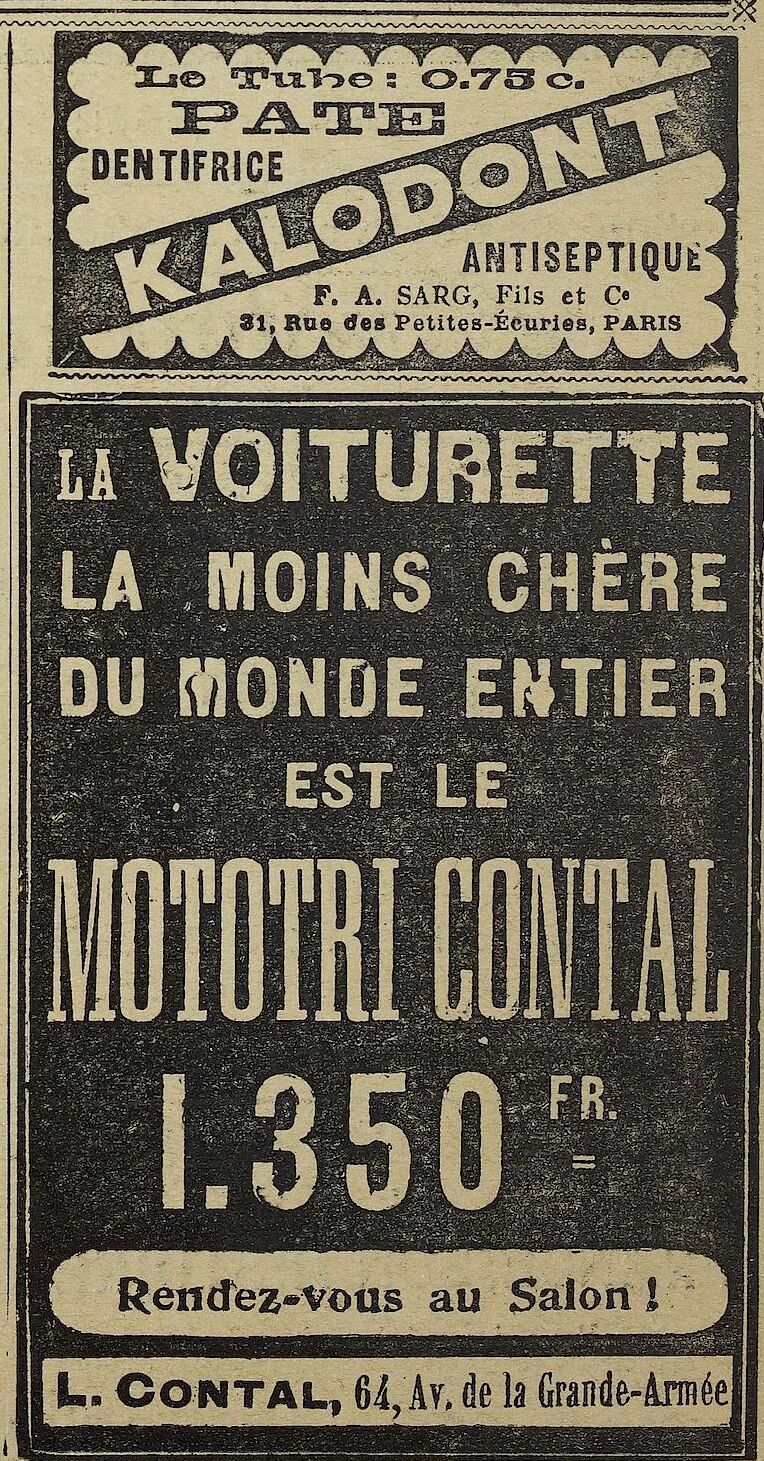 Le Tube : 0.75 c.
PATE
DENTIFRICE
KALODONT
ANTISEPTIQUE
F. A. SARG, Fils et Cᵉ
31, Rue des Petites-Écuries, PARIS
LA VOITURETTE
LA MOINS CHÈRE
DU MONDE ENTIER
EST LE
MOTOTRI CONTAL
1.350 FR.
Rendez-vous au Salon !
L. CONTAL, 64, Av. de la Grande-Armée